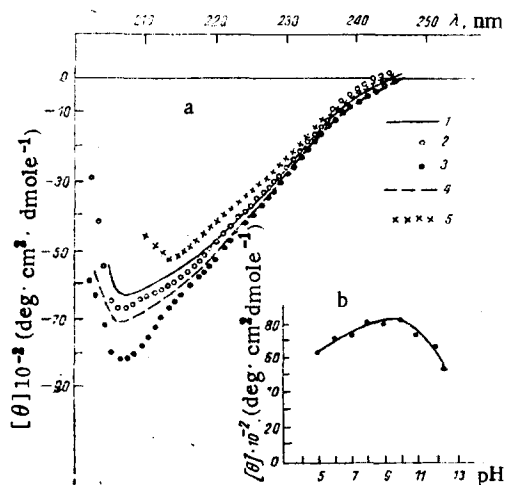 210 220 230 240 250 λ, nm
0
-10
-30
-50
-70
-90
[θ]10⁻² (deg·cm²·dmole⁻¹)
a
1
2
3
4
5
b
80
60
40
20
0
[θ]·10⁻² (deg·cm² dmole⁻¹)
5 7 9 11 13 pH